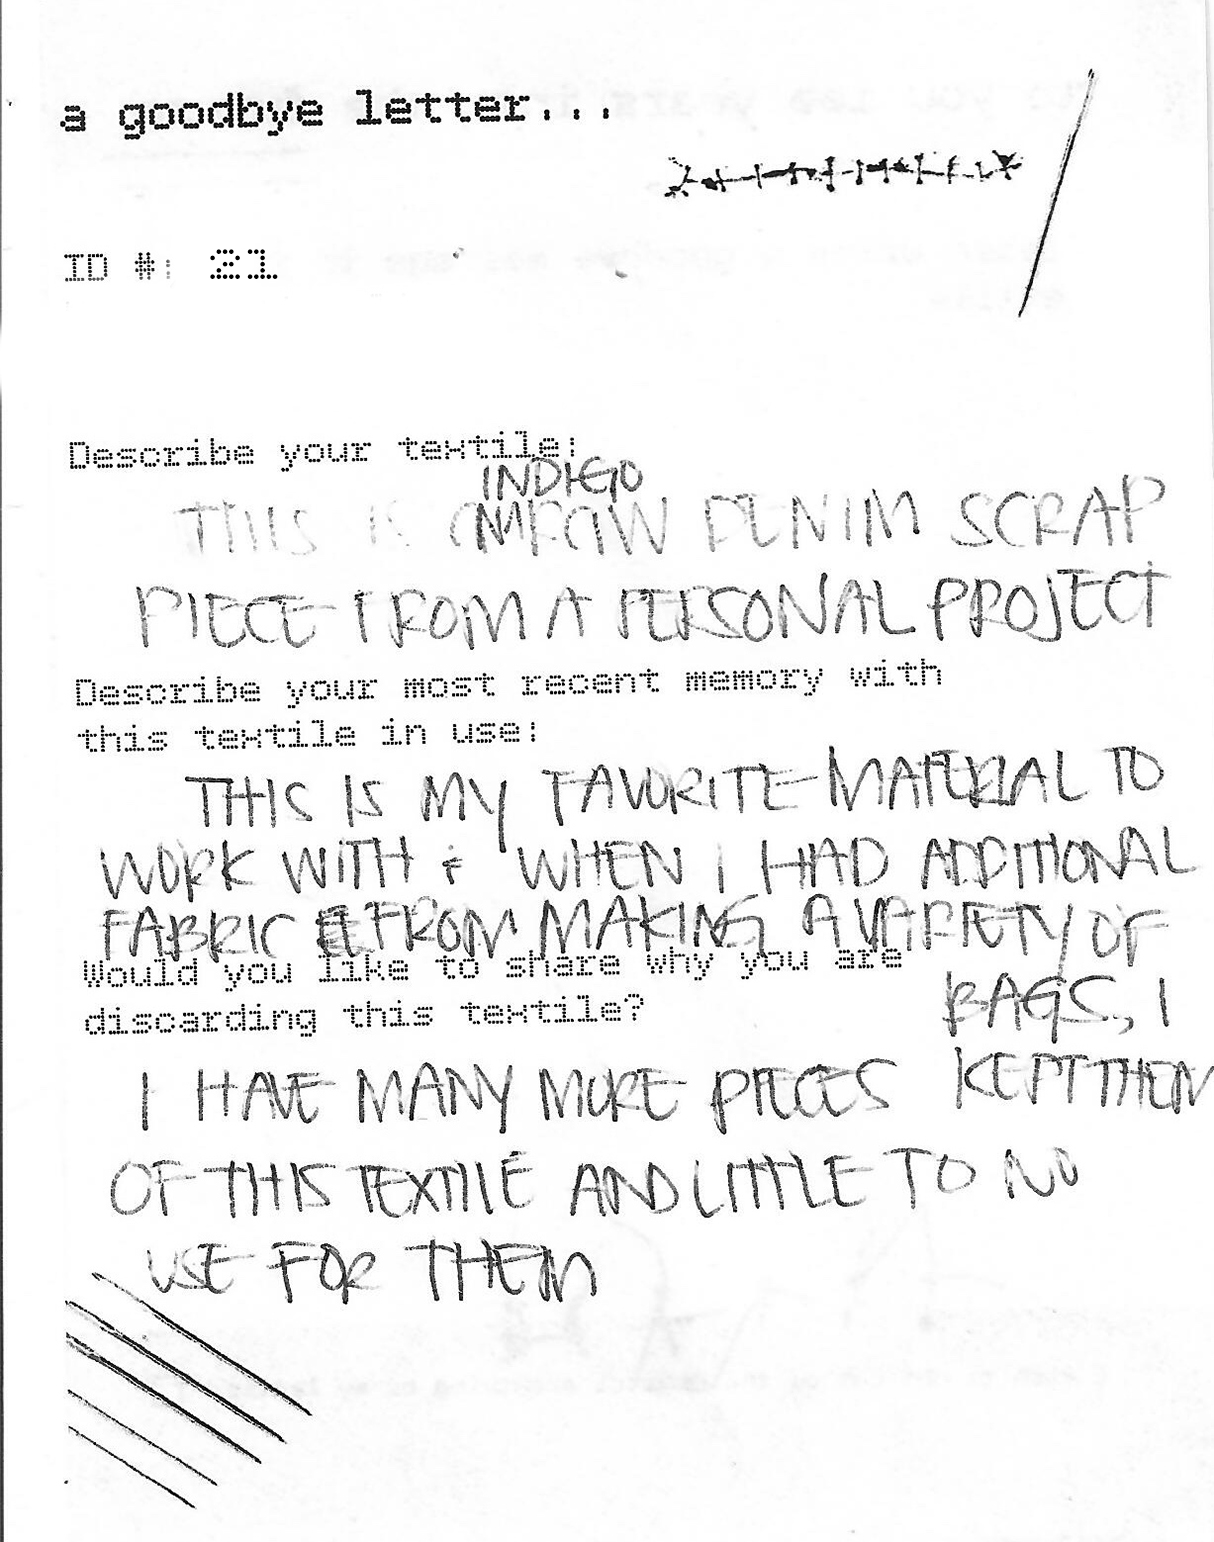 a goodbye letter...
ID #: 21
Describe your textile:
INDIGO
THIS IS RAW DENIM SCRAP
PIECE FROM A PERSONAL PROJECT
Describe your most recent memory with
this textile in use:
THIS IS MY FAVORITE MATERIAL TO
WORK WITH & WHEN I HAD ADDITIONAL
FABRIC FROM MAKING A VARIETY OF
BAGS, I
KEPT THEM
Would you like to share why you are
discarding this textile?
I HAVE MANY MORE PIECES
OF THIS TEXTILE AND LITTLE TO NO
USE FOR THEM